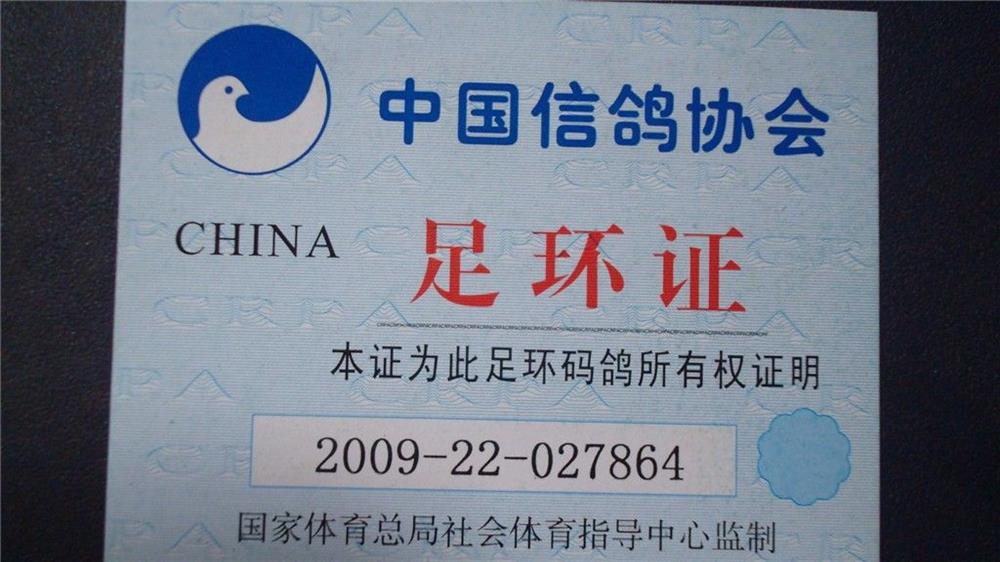 中国信鸽协会
CHINA
足环证
本证为此足环码鸽所有权证明
2009-22-027864
国家体育总局社会体育指导中心监制